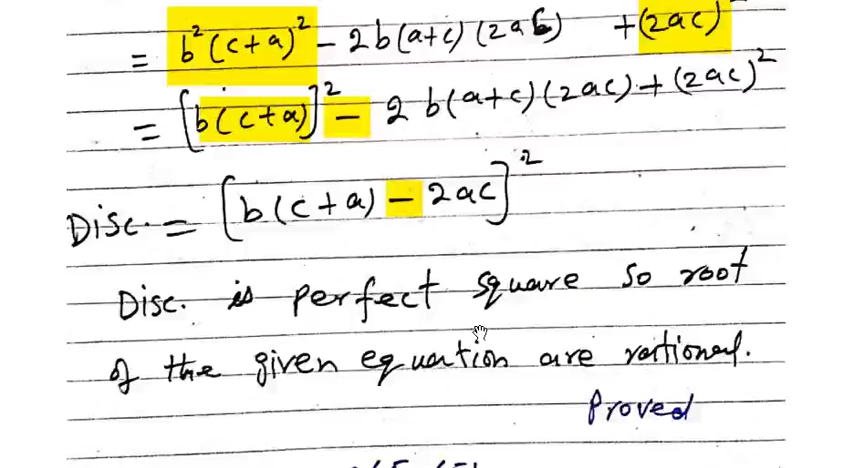 = b²(c+a)² - 2b(a+c)(2ac) + (2ac)²
= [b(c+a)]² - 2b(a+c)(2ac) + (2ac)²
Disc. = [b(c+a) - 2ac]²
Disc. is perfect square so root
of the given equation are rational.
Proved